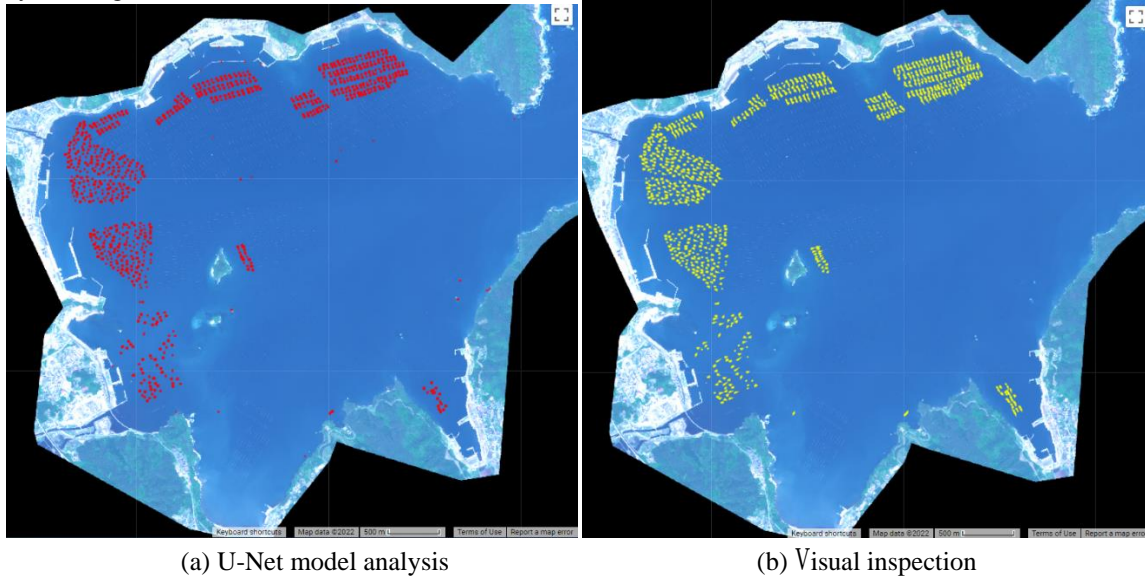 Keyboard shortcuts Map data ©2022 500 m Terms of Use Report a map error
Keyboard shortcuts Map data ©2022 500 m Terms of Use Report a map error
(a) U-Net model analysis
(b) Visual inspection